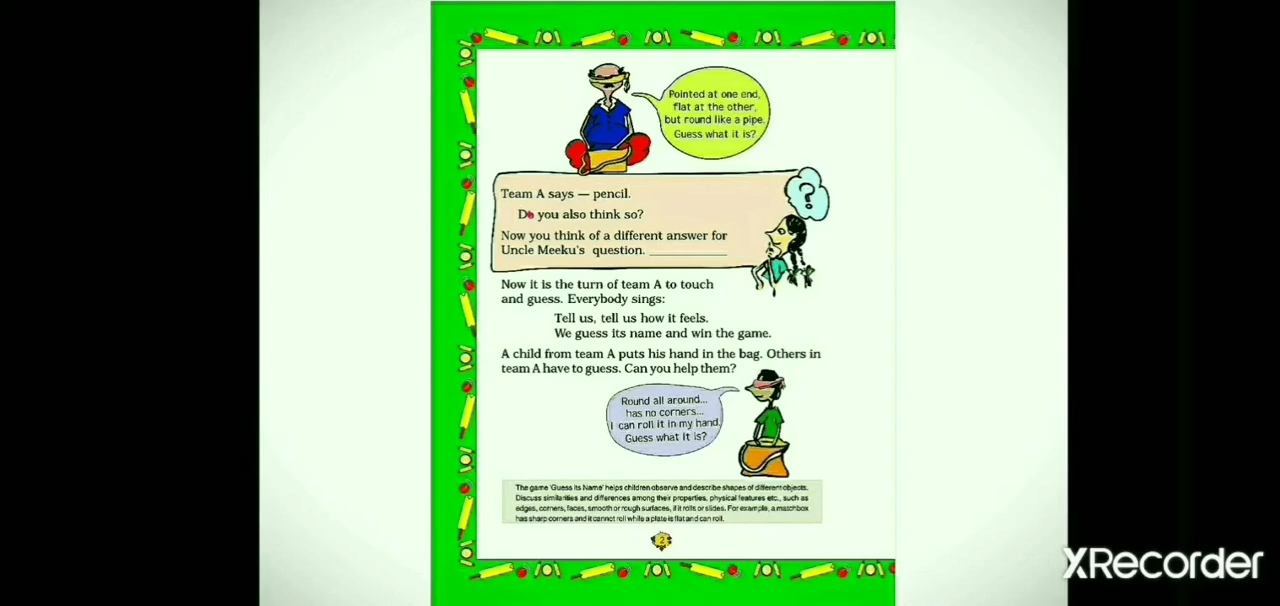 Pointed at one end,
flat at the other,
but round like a pipe.
Guess what it is?
Team A says — pencil.
Do you also think so?
Now you think of a different answer for
Uncle Meeku's question. __________
?
Now it is the turn of team A to touch
and guess. Everybody sings:
Tell us, tell us how it feels.
We guess its name and win the game.
A child from team A puts his hand in the bag. Others in
team A have to guess. Can you help them?
Round all around...
has no corners...
I can roll it in my hand.
Guess what it is?
The game 'Guess its Name' helps children observe and describe shapes of different objects.
Discuss similarities and differences among their properties, physical features etc., such as
edges, corners, faces, smooth or rough surfaces, if it rolls or slides. For example, a matchbox
has sharp corners and it cannot roll while a plate is flat and can roll.
2
XRecorder